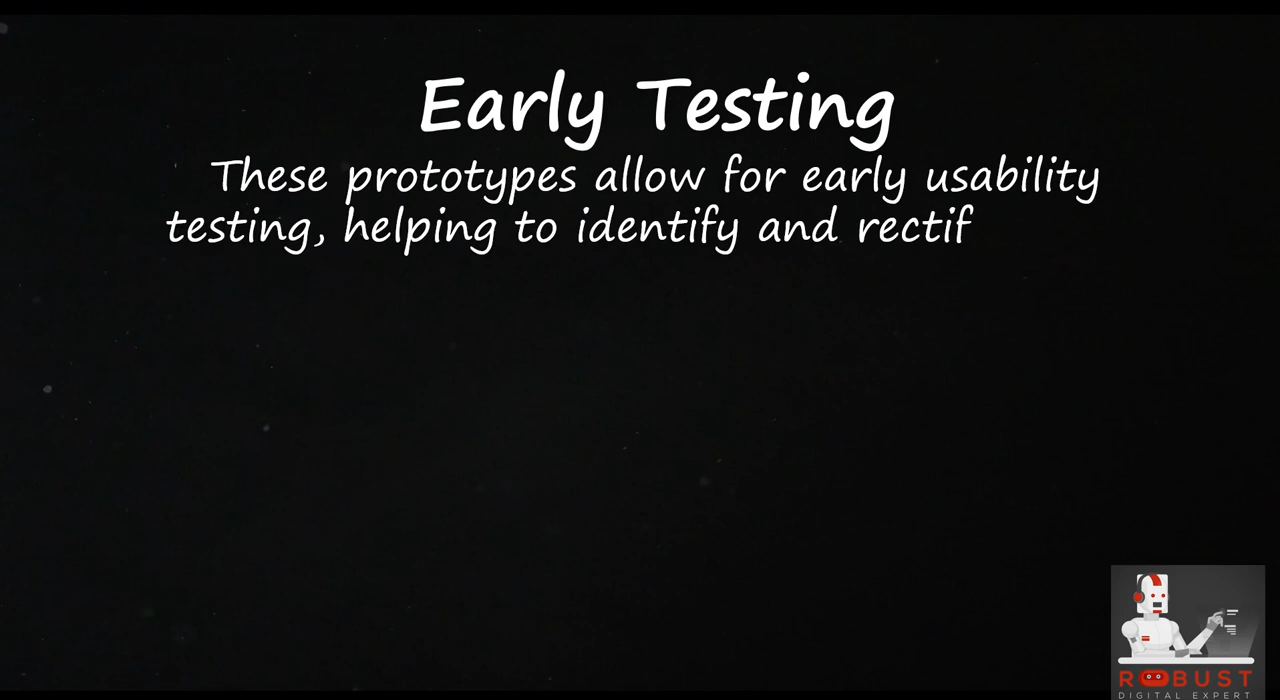 Early Testing
These prototypes allow for early usability
testing, helping to identify and rectif
ROBUST
DIGITAL EXPERT